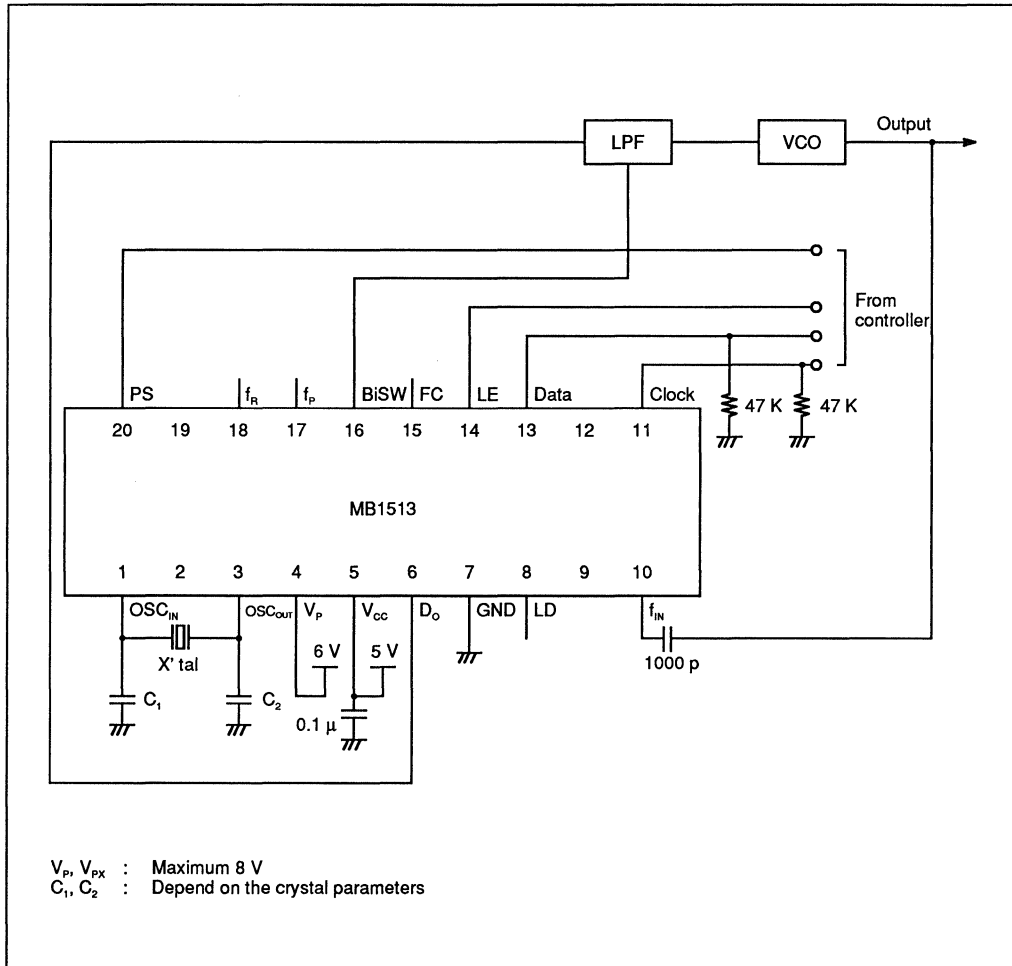 Output
LPF
VCO
From
controller
PS
f_R
f_P
BiSW
FC
LE
Data
Clock
47 K
47 K
20 19 18 17 16 15 14 13 12 11
MB1513
1 2 3 4 5 6 7 8 9 10
OSC_IN
OSC_OUT
V_P
V_CC
D_O
GND
LD
f_IN
X' tal
6 V
5 V
1000 p
C_1
C_2
0.1 µ
V_P, V_PX : Maximum 8 V
C_1, C_2 : Depend on the crystal parameters